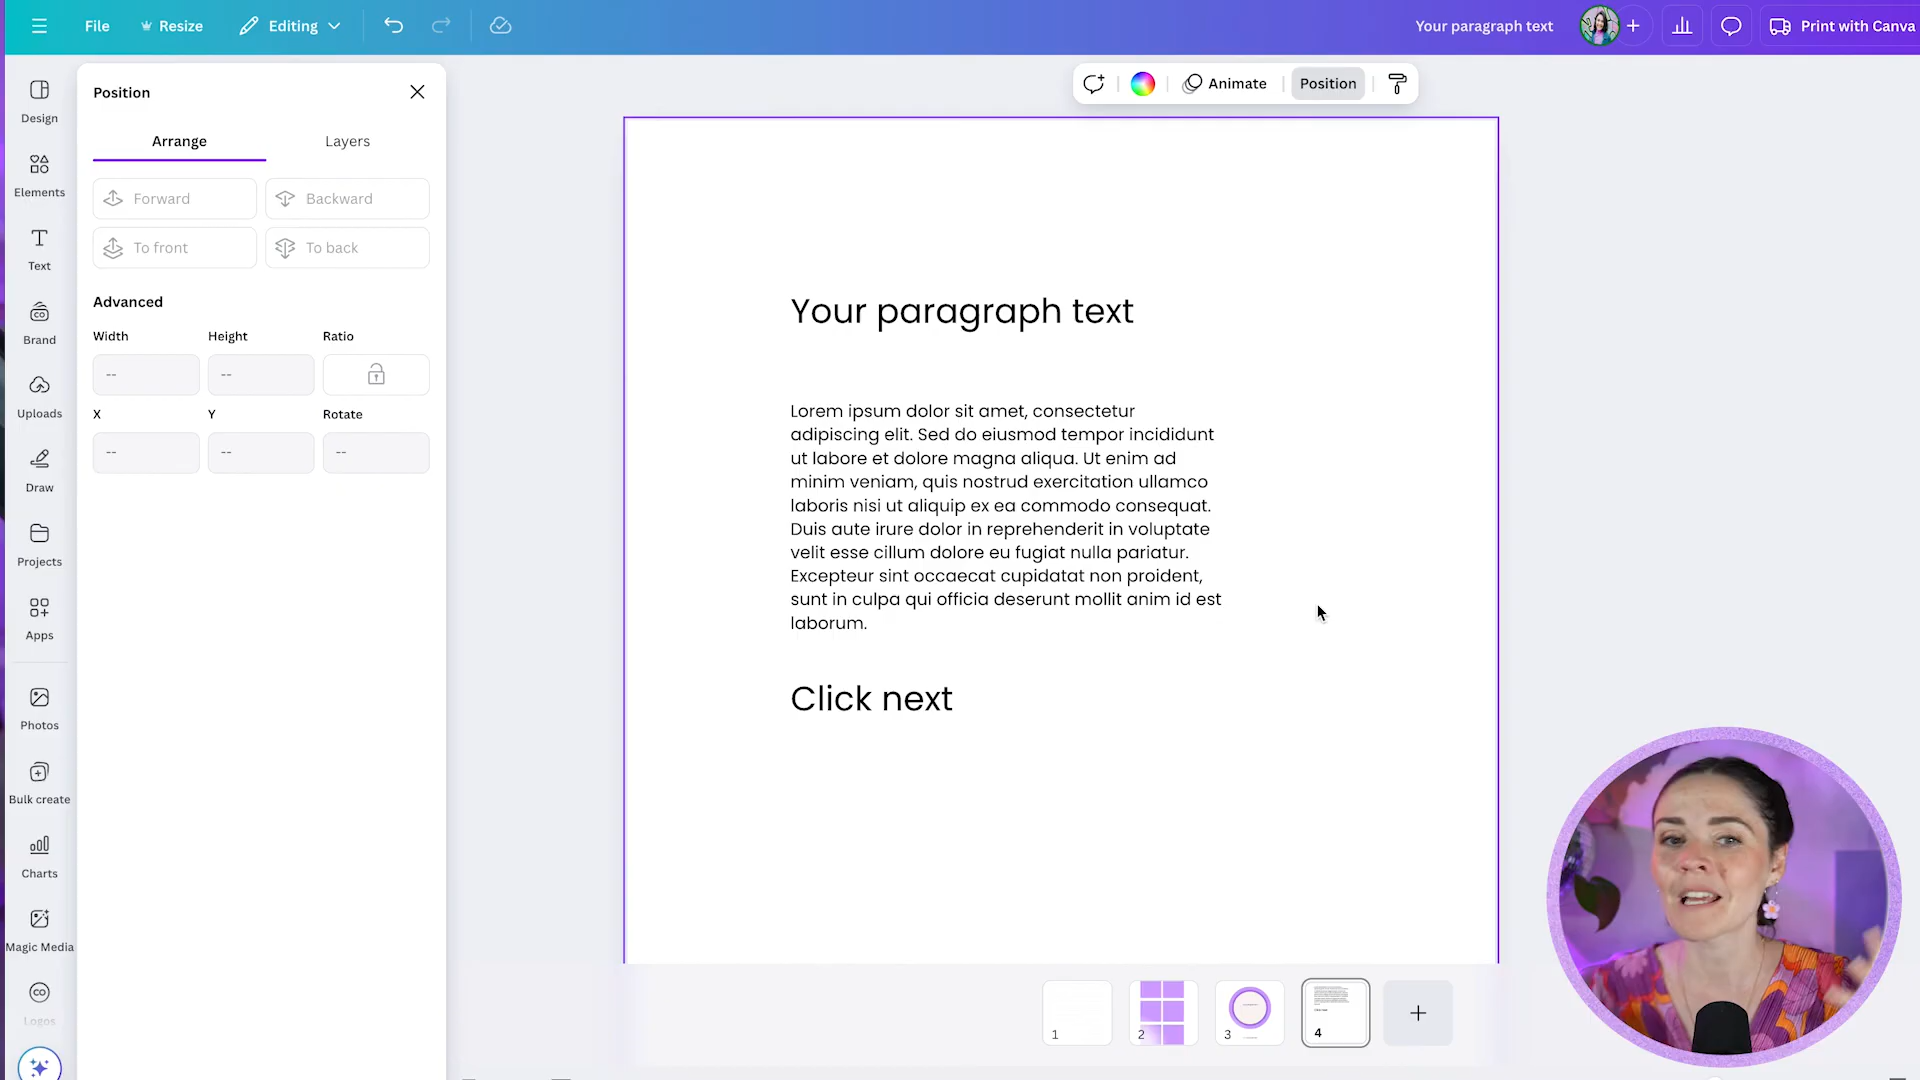 File
Resize
Editing
Your paragraph text
Print with Canva
Design
Elements
Text
Brand
Uploads
Draw
Projects
Apps
Photos
Bulk create
Charts
Magic Media
Logos
Position
Arrange
Layers
Forward
Backward
To front
To back
Advanced
Width
Height
Ratio
--
--
X
Y
Rotate
--
--
--
Animate
Position
Your paragraph text
Lorem ipsum dolor sit amet, consectetur
adipiscing elit. Sed do eiusmod tempor incididunt
ut labore et dolore magna aliqua. Ut enim ad
minim veniam, quis nostrud exercitation ullamco
laboris nisi ut aliquip ex ea commodo consequat.
Duis aute irure dolor in reprehenderit in voluptate
velit esse cillum dolore eu fugiat nulla pariatur.
Excepteur sint occaecat cupidatat non proident,
sunt in culpa qui officia deserunt mollit anim id est
laborum.
Click next
1
2
3
4